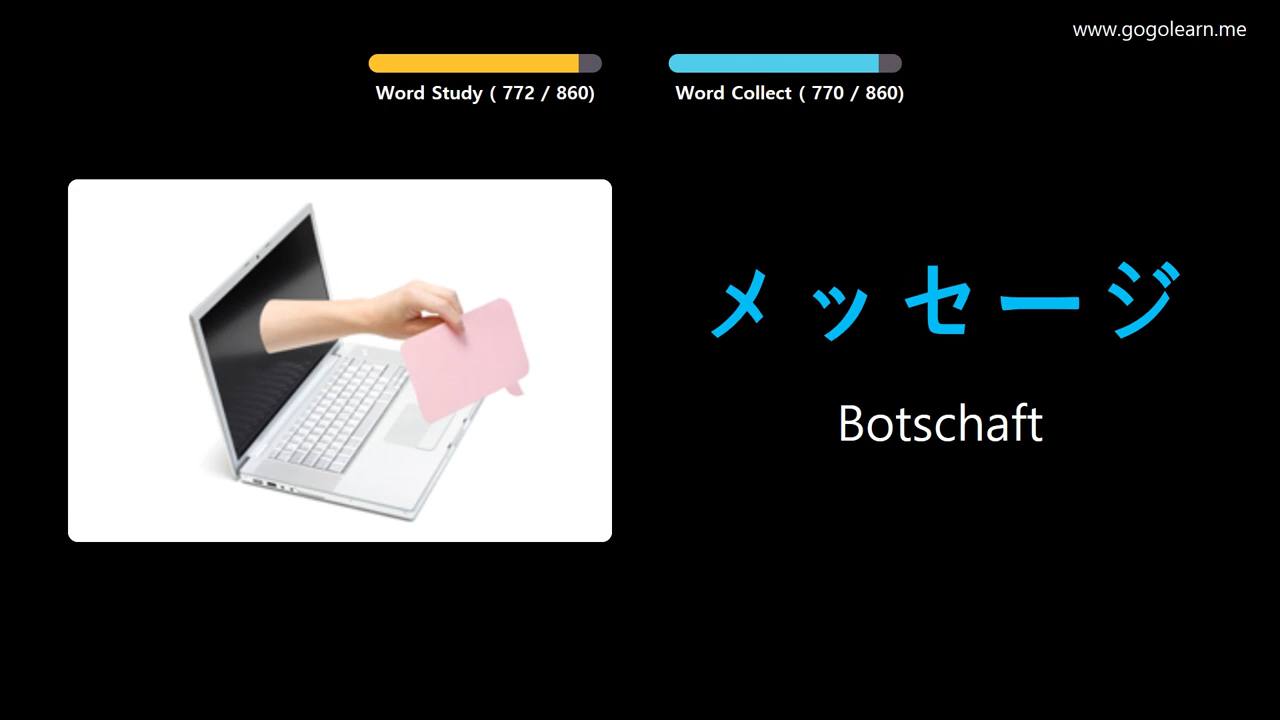 www.gogolearn.me
Word Study ( 772 / 860)
Word Collect ( 770 / 860)
メッセージ
Botschaft